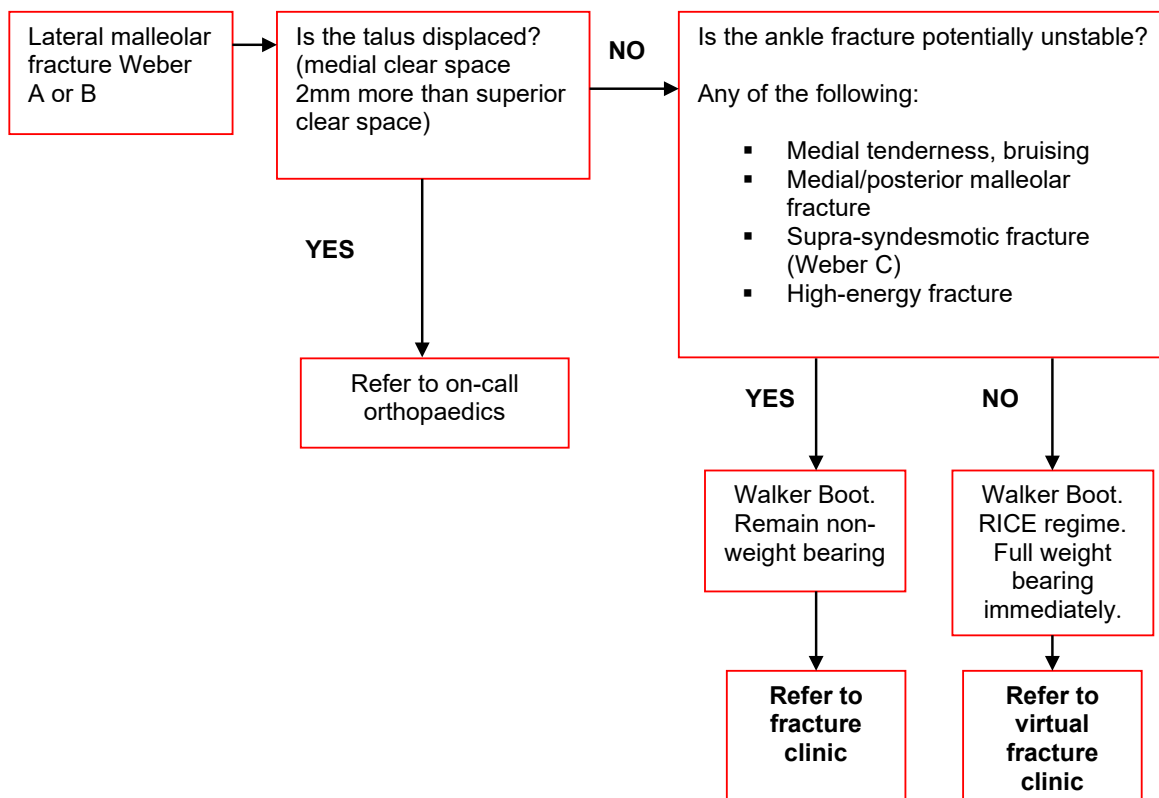 Lateral malleolar
fracture Weber
A or B
Is the talus displaced?
(medial clear space
2mm more than superior
clear space)
NO
Is the ankle fracture potentially unstable?
Any of the following:
▪ Medial tenderness, bruising
▪ Medial/posterior malleolar
fracture
▪ Supra-syndesmotic fracture
(Weber C)
▪ High-energy fracture
YES
Refer to on-call
orthopaedics
YES
NO
Walker Boot.
Remain non-
weight bearing
Walker Boot.
RICE regime.
Full weight
bearing
immediately.
Refer to
fracture
clinic
Refer to
virtual
fracture
clinic